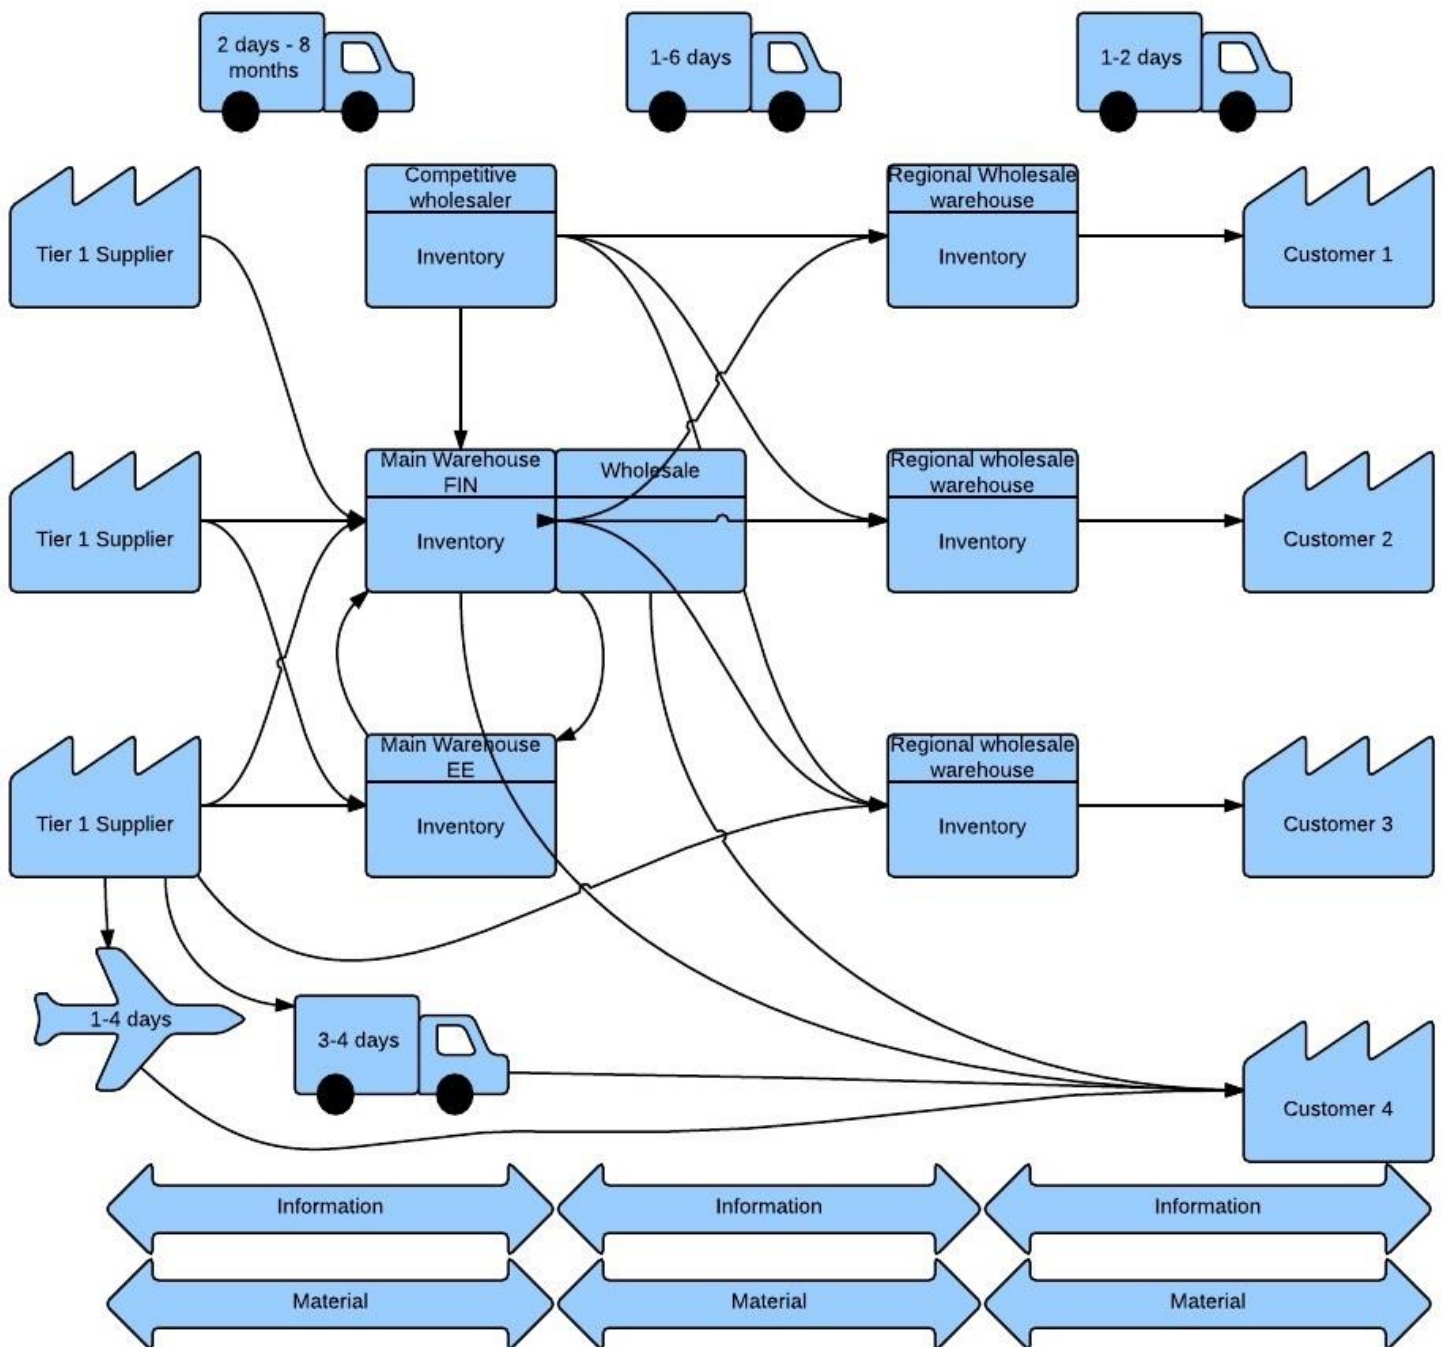 2 days - 8
months
1-6 days
1-2 days
Tier 1 Supplier
Competitive
wholesaler
Inventory
Regional Wholesale
warehouse
Inventory
Customer 1
Tier 1 Supplier
Main Warehouse
FIN
Inventory
Wholesale
Regional wholesale
warehouse
Inventory
Customer 2
Tier 1 Supplier
Main Warehouse
EE
Inventory
Regional wholesale
warehouse
Inventory
Customer 3
1-4 days
3-4 days
Customer 4
Information
Information
Information
Material
Material
Material